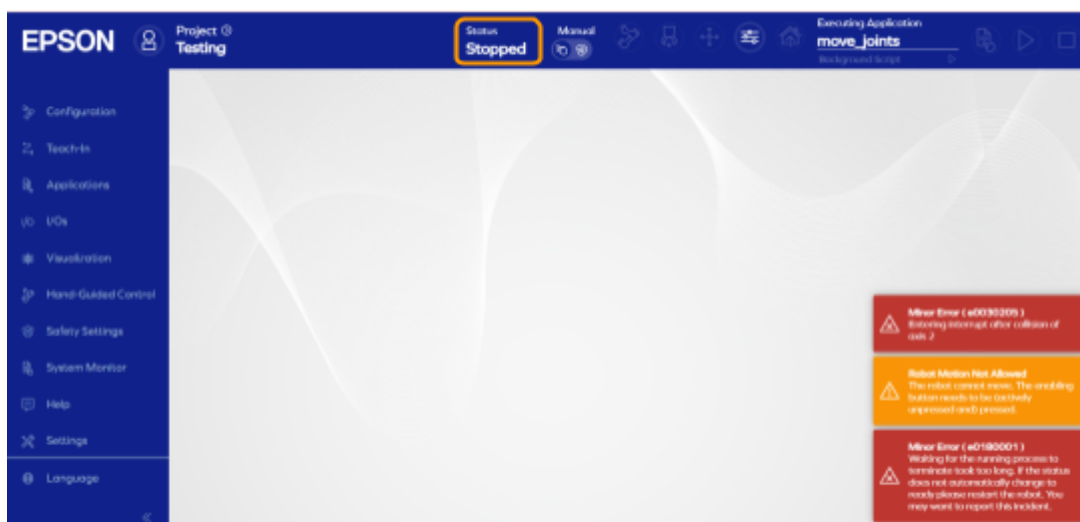 EPSON
Project
Testing
Status
Stopped
Manual
Executing Application
move_joints
Background Script
Configuration
Teach-In
Applications
I/Os
Visualization
Hand-Guided Control
Safety Settings
System Monitor
Help
Settings
Language
Minor Error ( e0030205 )
Entering interrupt after collision of
axis 2
Robot Motion Not Allowed
The robot cannot move. The enabling
button needs to be (actively
unpressed and) pressed.
Minor Error ( e0180001 )
Waiting for the running process to
terminate took too long. If the status
does not automatically change to
ready please restart the robot. You
may want to report this incident.